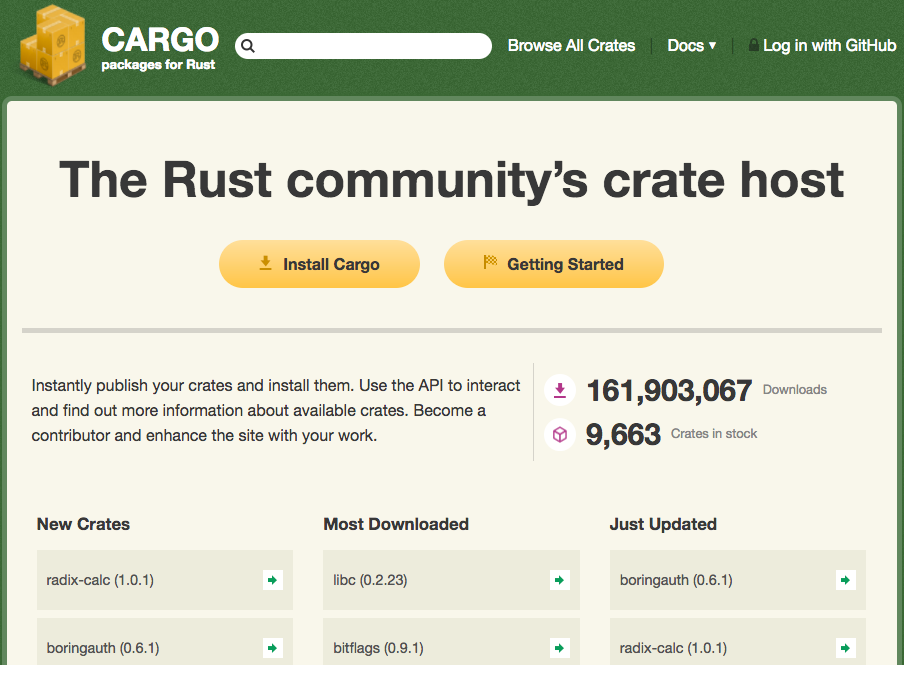 CARGO
packages for Rust
Browse All Crates
Docs ▼
Log in with GitHub
The Rust community’s crate host
Install Cargo
Getting Started
Instantly publish your crates and install them. Use the API to interact
and find out more information about available crates. Become a
contributor and enhance the site with your work.
161,903,067 Downloads
9,663 Crates in stock
New Crates
radix-calc (1.0.1)
boringauth (0.6.1)
Most Downloaded
libc (0.2.23)
bitflags (0.9.1)
Just Updated
boringauth (0.6.1)
radix-calc (1.0.1)